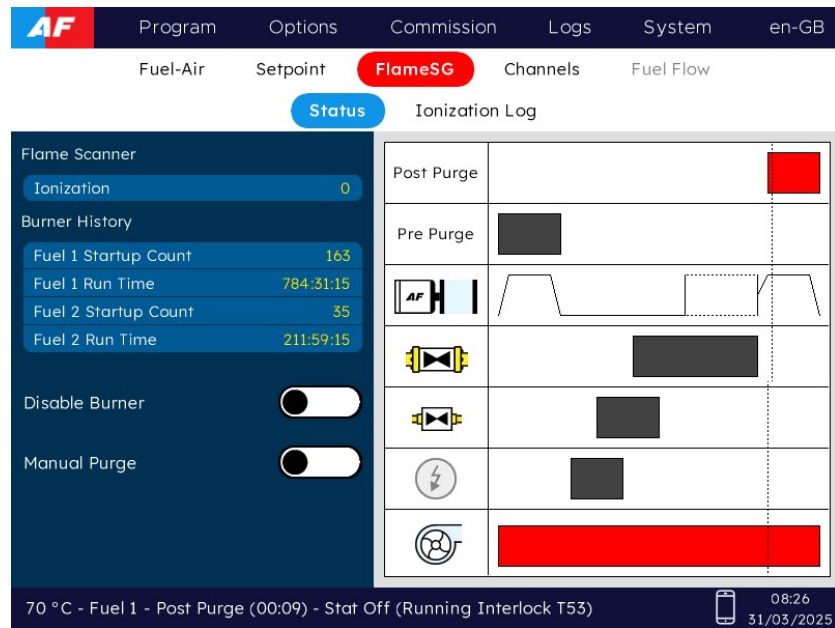 AF Program Options Commission Logs System en-GB
Fuel-Air Setpoint FlameSG Channels Fuel Flow
Status Ionization Log
Flame Scanner
Ionization 0
Burner History
Fuel 1 Startup Count 163
Fuel 1 Run Time 784:31:15
Fuel 2 Startup Count 35
Fuel 2 Run Time 211:59:15
Disable Burner
Manual Purge
Post Purge
Pre Purge
AF
70 °C - Fuel 1 - Post Purge (00:09) - Stat Off (Running Interlock T53)
08:26
31/03/2025